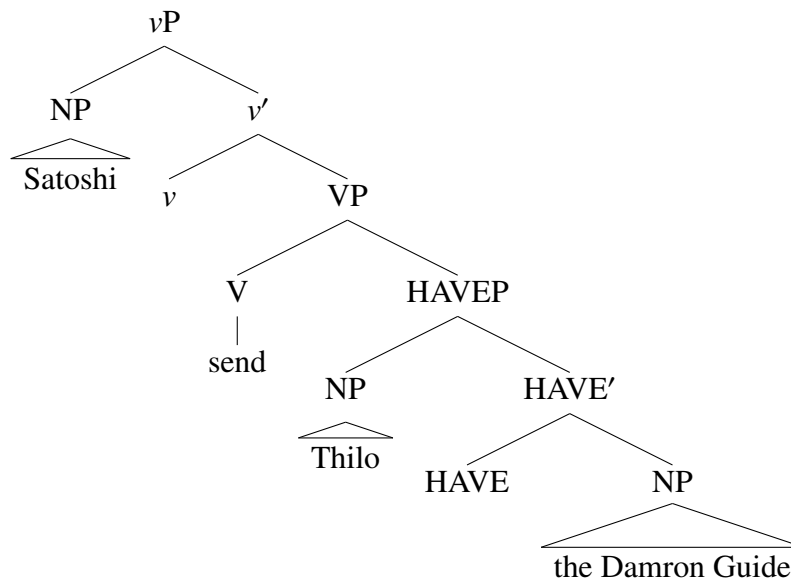 vP
NP v′
Satoshi v VP
V HAVEP
send NP HAVE′
Thilo HAVE NP
the Damron Guide